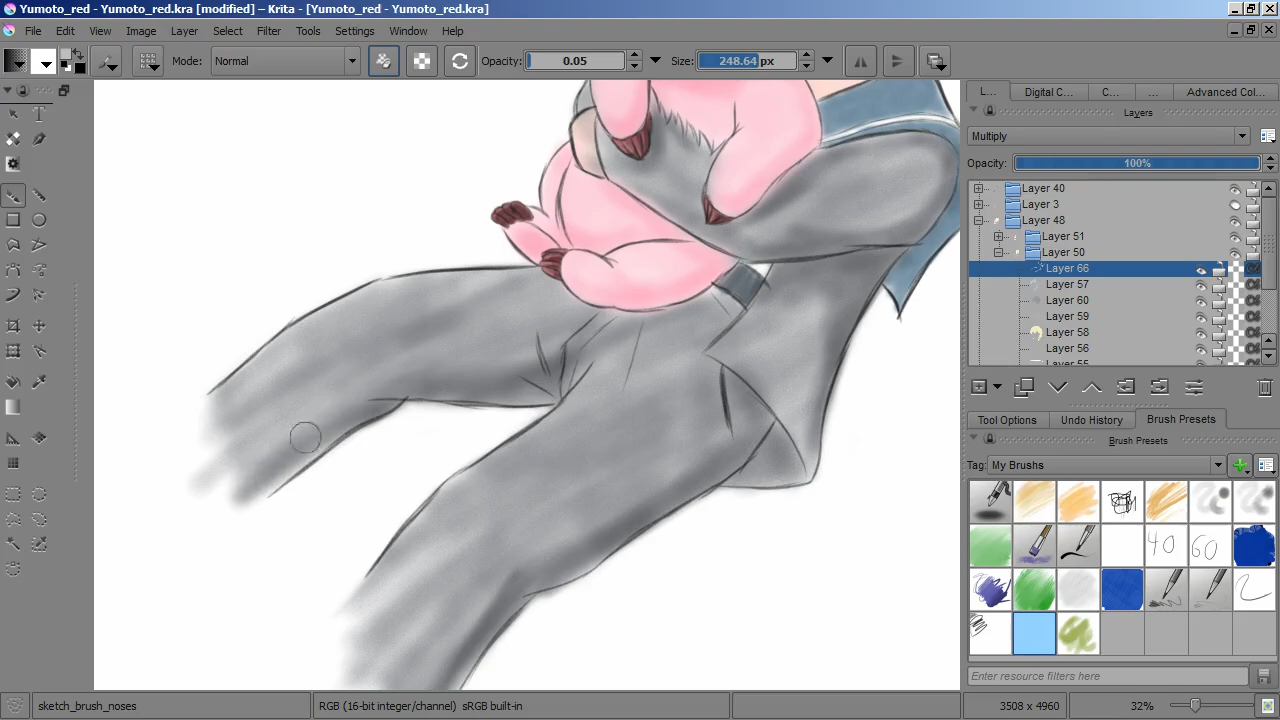 Yumoto_red - Yumoto_red.kra [modified] – Krita - [Yumoto_red - Yumoto_red.kra]
File Edit View Image Layer Select Filter Tools Settings Window Help
Mode: Normal Opacity: 0.05 Size: 248.64 px
L... Digital C... C... ... Advanced Col...
Layers
Multiply
Opacity: 100%
Layer 40
Layer 3
Layer 48
Layer 51
Layer 50
Layer 66
Layer 57
Layer 60
Layer 59
Layer 58
Layer 56
Tool Options Undo History Brush Presets
Brush Presets
Tag: My Brushes
40 60
Enter resource filters here
sketch_brush_noses RGB (16-bit integer/channel) sRGB built-in 3508 x 4960 32%